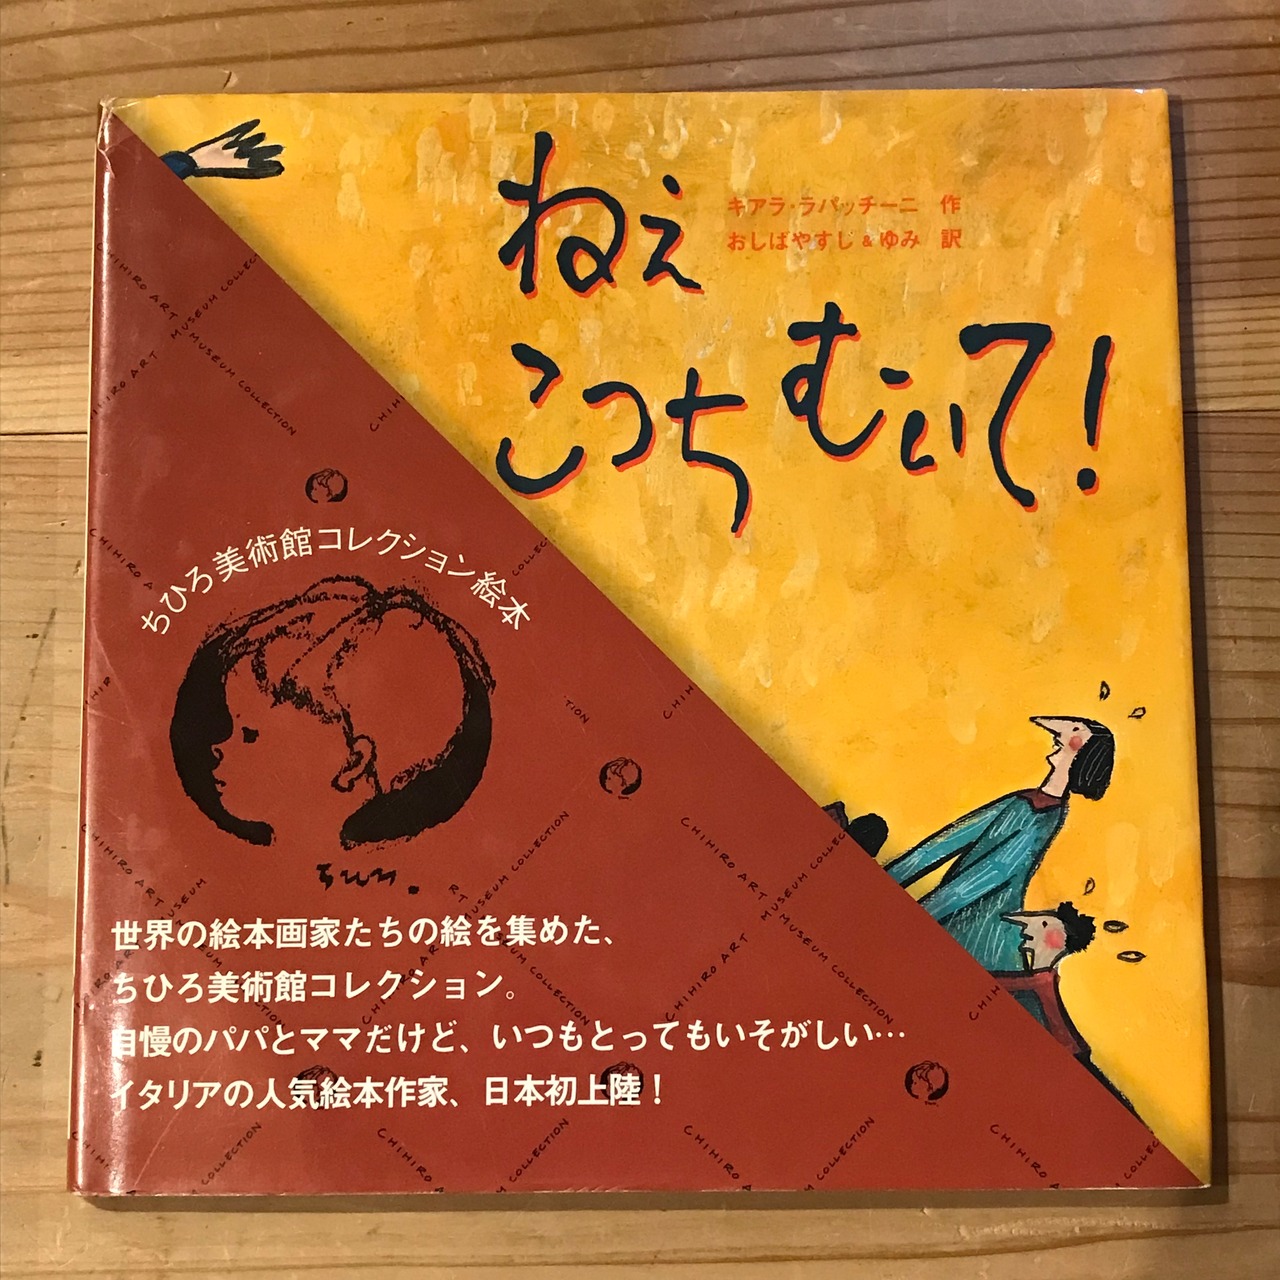 ねえ
こっち むいて!
キアラ・ラパッチーニ 作
おしばやすし&ゆみ 訳
ちひろ美術館コレクション絵本
ちひろ.
世界の絵本画家たちの絵を集めた、
ちひろ美術館コレクション。
自慢のパパとママだけど、いつもとってもいそがしい…
イタリアの人気絵本作家、日本初上陸!
CHIHIRO ART MUSEUM COLLECTION